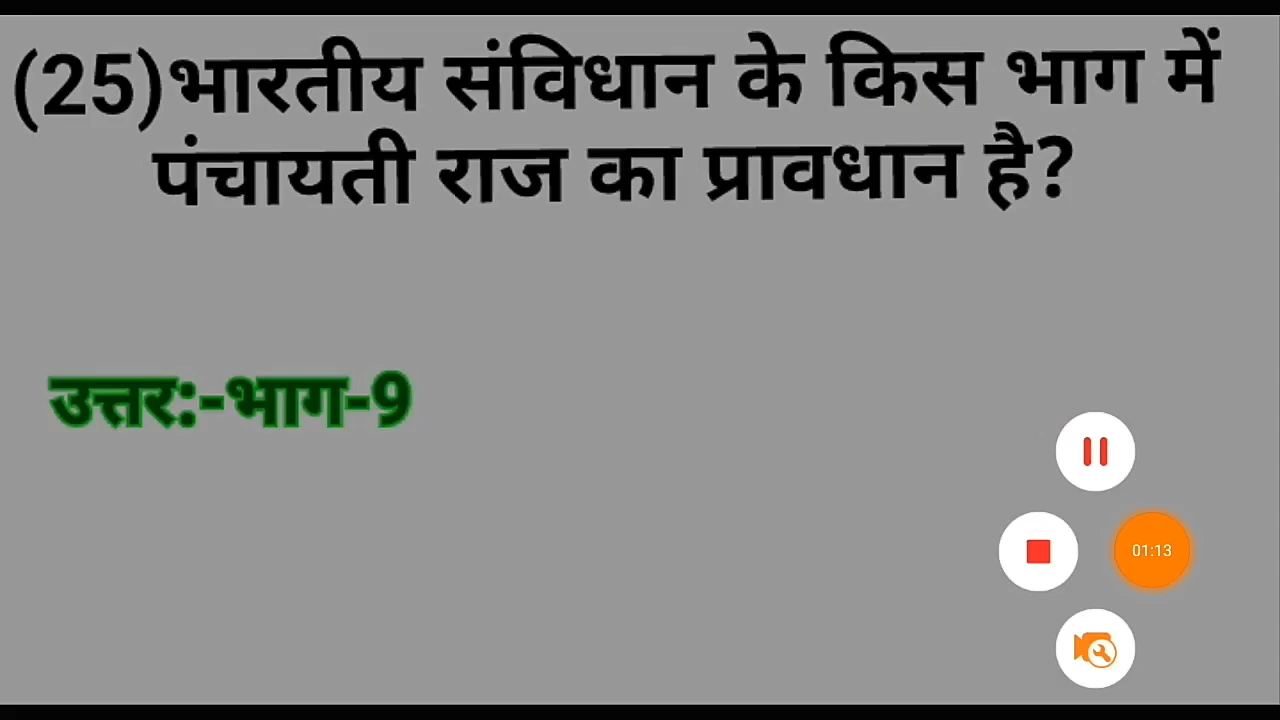 (25)भारतीय संविधान के किस भाग में
पंचायती राज का प्रावधान है?
उत्तर:-भाग-9
01:13